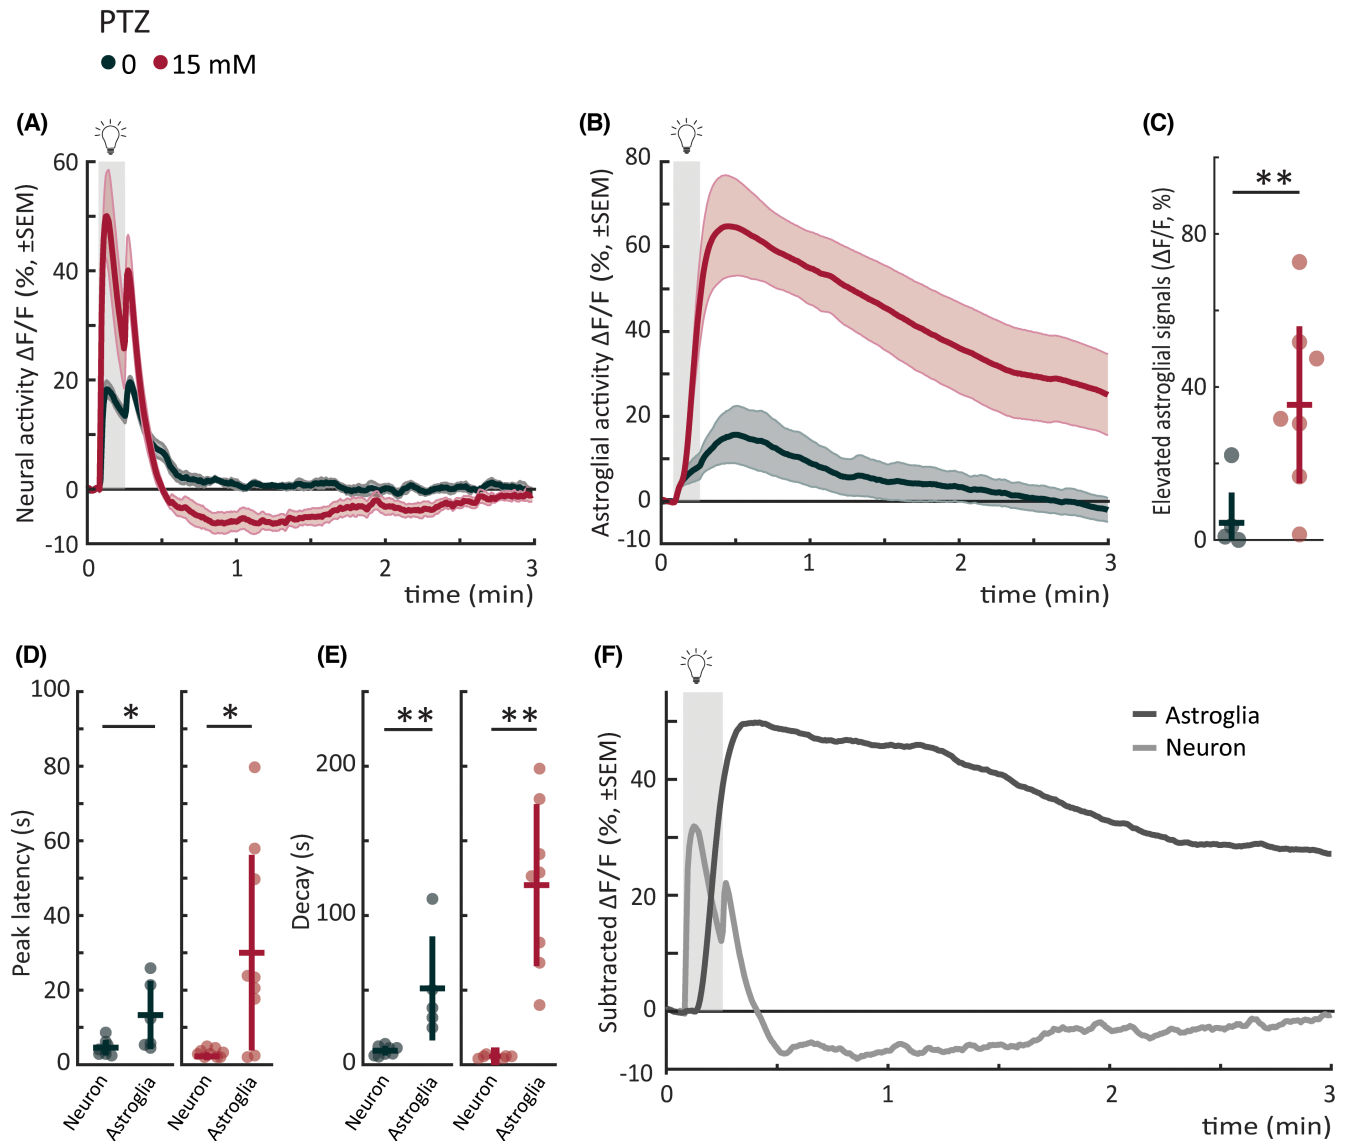 PTZ
0 15 mM
(A)
Neural activity ΔF/F (%, ±SEM)
60
40
20
0
-10
0 1 2 3
time (min)
(B)
Astroglial activity ΔF/F (%, ±SEM)
80
60
40
20
0
-10
0 1 2 3
time (min)
(C)
Elevated astroglial signals (ΔF/F, %)
**
80
40
0
(D)
Peak latency (s)
100
80
60
40
20
0
* *
Neuron Astroglia Neuron Astroglia
(E)
Decay (s)
200
100
0
** **
Neuron Astroglia Neuron Astroglia
(F)
Subtracted ΔF/F (%, ±SEM)
40
20
0
-10
Astroglia
Neuron
0 1 2 3
time (min)